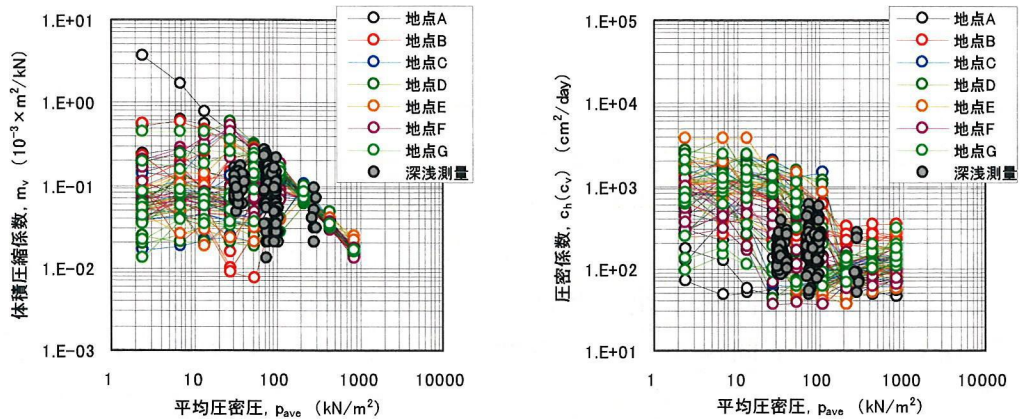 体積圧縮係数, mᵥ (10⁻³×m²/kN)
1.E+01
1.E+00
1.E-01
1.E-02
1.E-03
1 10 100 1000 10000
平均圧密圧, pₐᵥₑ (kN/m²)
地点A
地点B
地点C
地点D
地点E
地点F
地点G
深浅測量
圧密係数, cₕ(cᵥ) (cm²/day)
1.E+05
1.E+04
1.E+03
1.E+02
1.E+01
1 10 100 1000 10000
平均圧密圧, pₐᵥₑ (kN/m²)
地点A
地点B
地点C
地点D
地点E
地点F
地点G
深浅測量